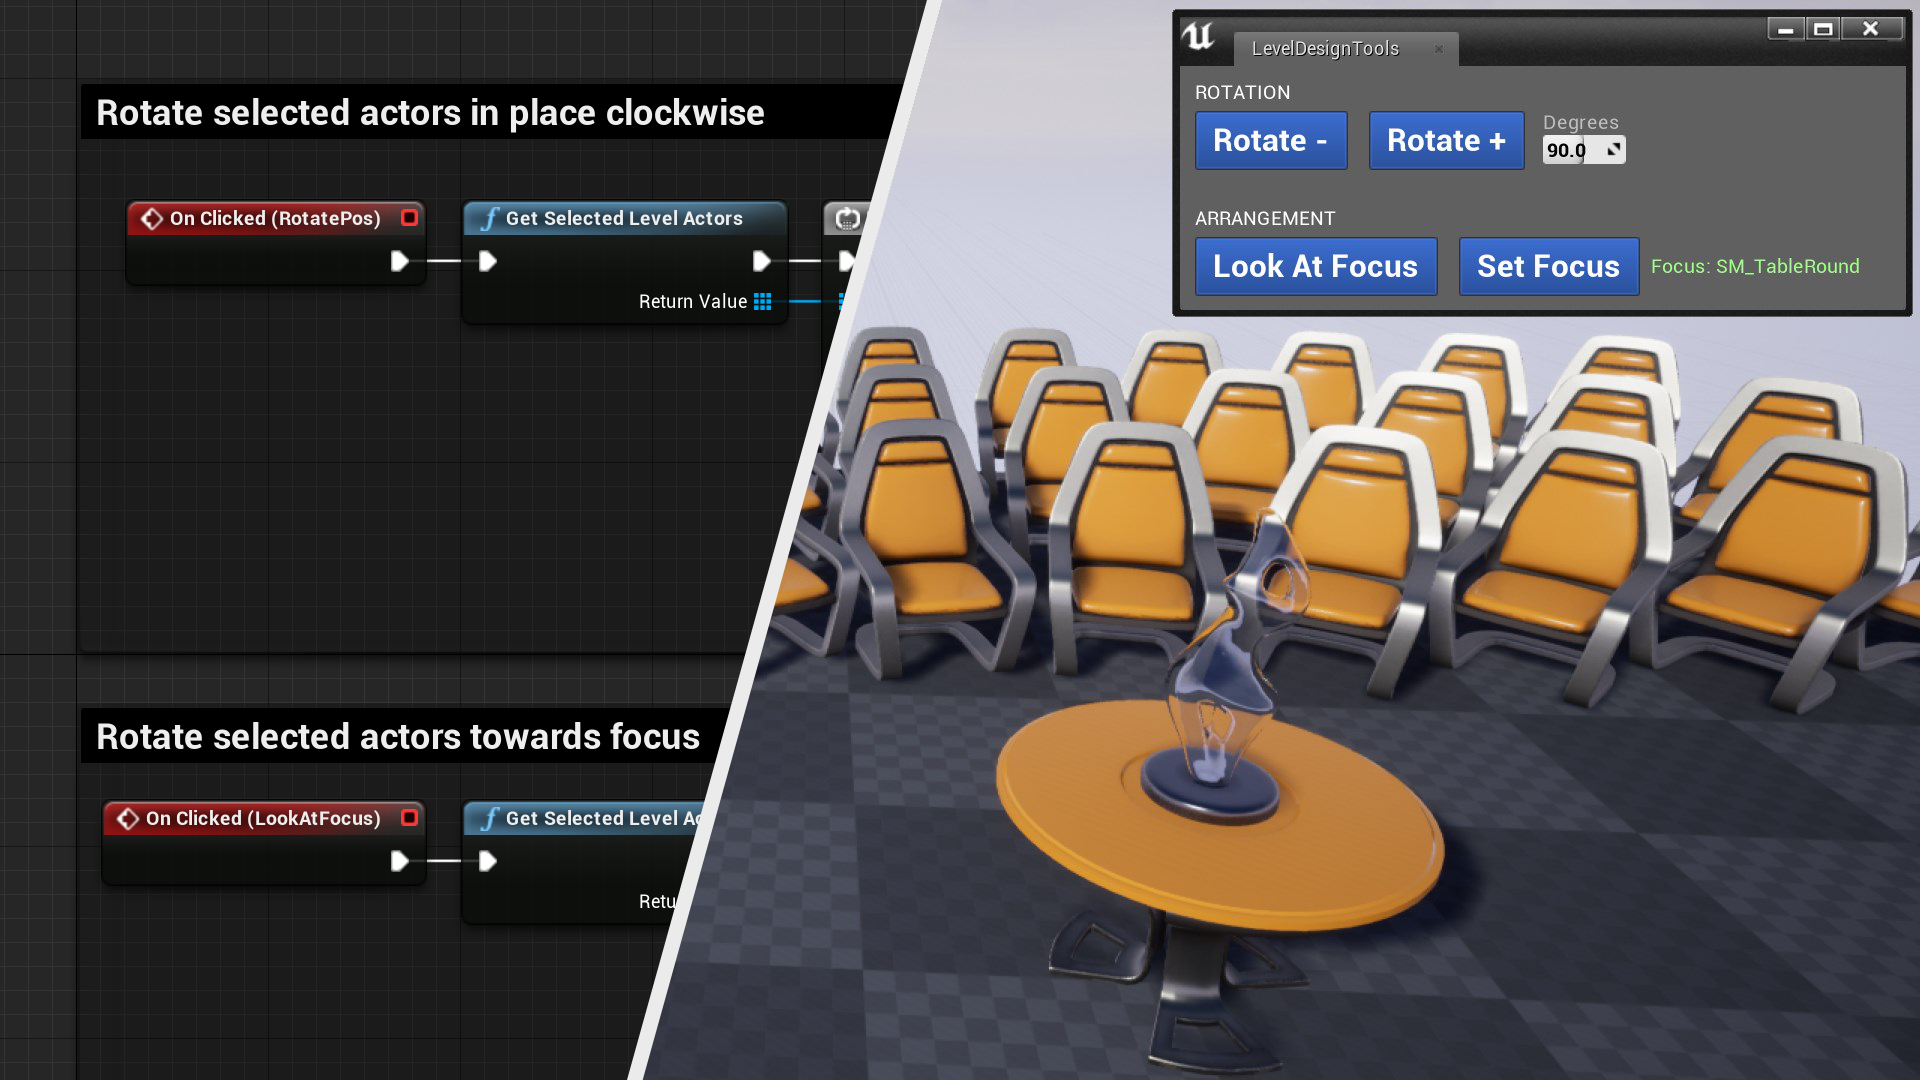 Rotate selected actors in place clockwise
On Clicked (RotatePos)
Get Selected Level Actors
Return Value
Rotate selected actors towards focus
On Clicked (LookAtFocus)
Get Selected Level Ac
Retu
LevelDesignTools
ROTATION
Rotate -
Rotate +
Degrees
90.0
ARRANGEMENT
Look At Focus
Set Focus
Focus: SM_TableRound